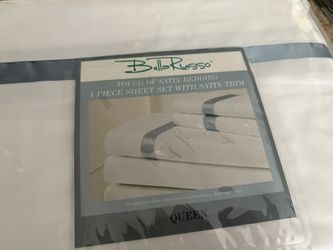 BellaRusso
TOUCH OF SATIN BEDDING
4 PIECE SHEET SET WITH SATIN TRIM
QUEEN